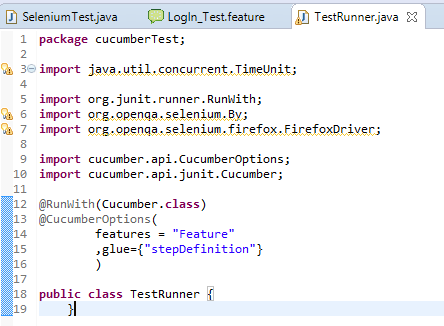 SeleniumTest.java LogIn_Test.feature TestRunner.java
1 package cucumberTest;
2
3 import java.util.concurrent.TimeUnit;
4
5 import org.junit.runner.RunWith;
6 import org.openqa.selenium.By;
7 import org.openqa.selenium.firefox.FirefoxDriver;
8
9 import cucumber.api.CucumberOptions;
10 import cucumber.api.junit.Cucumber;
11
12 @RunWith(Cucumber.class)
13 @CucumberOptions(
14 features = "Feature"
15 ,glue={"stepDefinition"}
16 )
17
18 public class TestRunner {
19 }